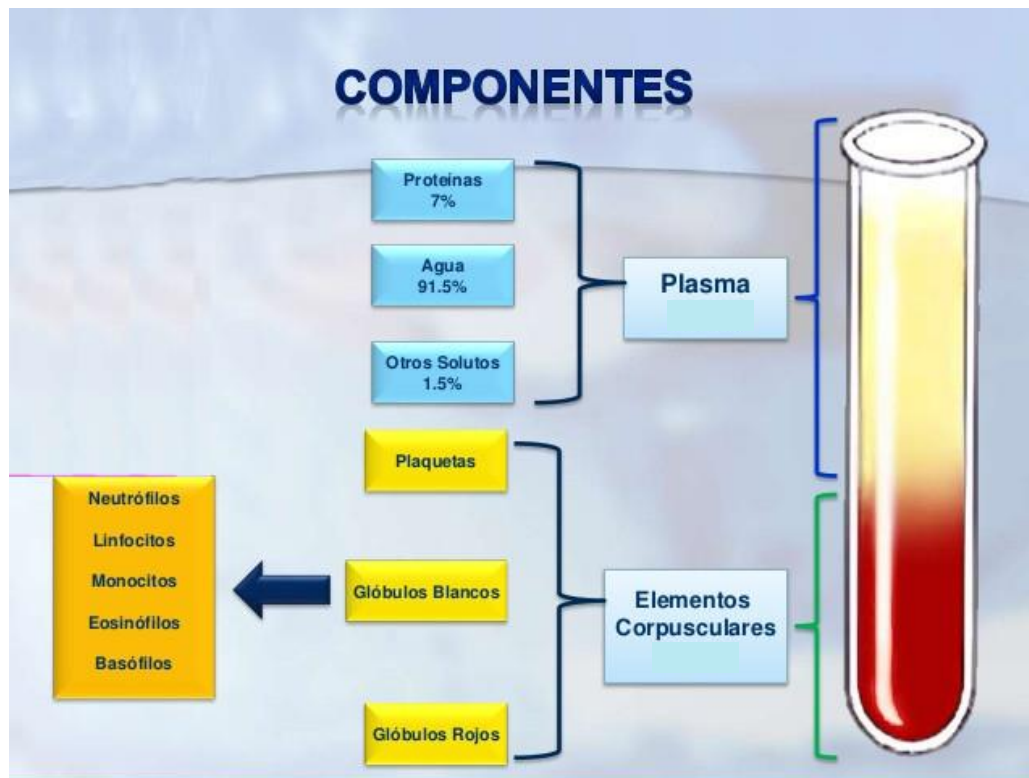 COMPONENTES
Proteínas
7%
Agua
91.5%
Otros Solutos
1.5%
Plasma
Plaquetas
Glóbulos Blancos
Glóbulos Rojos
Elementos
Corpusculares
Neutrófilos
Linfocitos
Monocitos
Eosinófilos
Basófilos